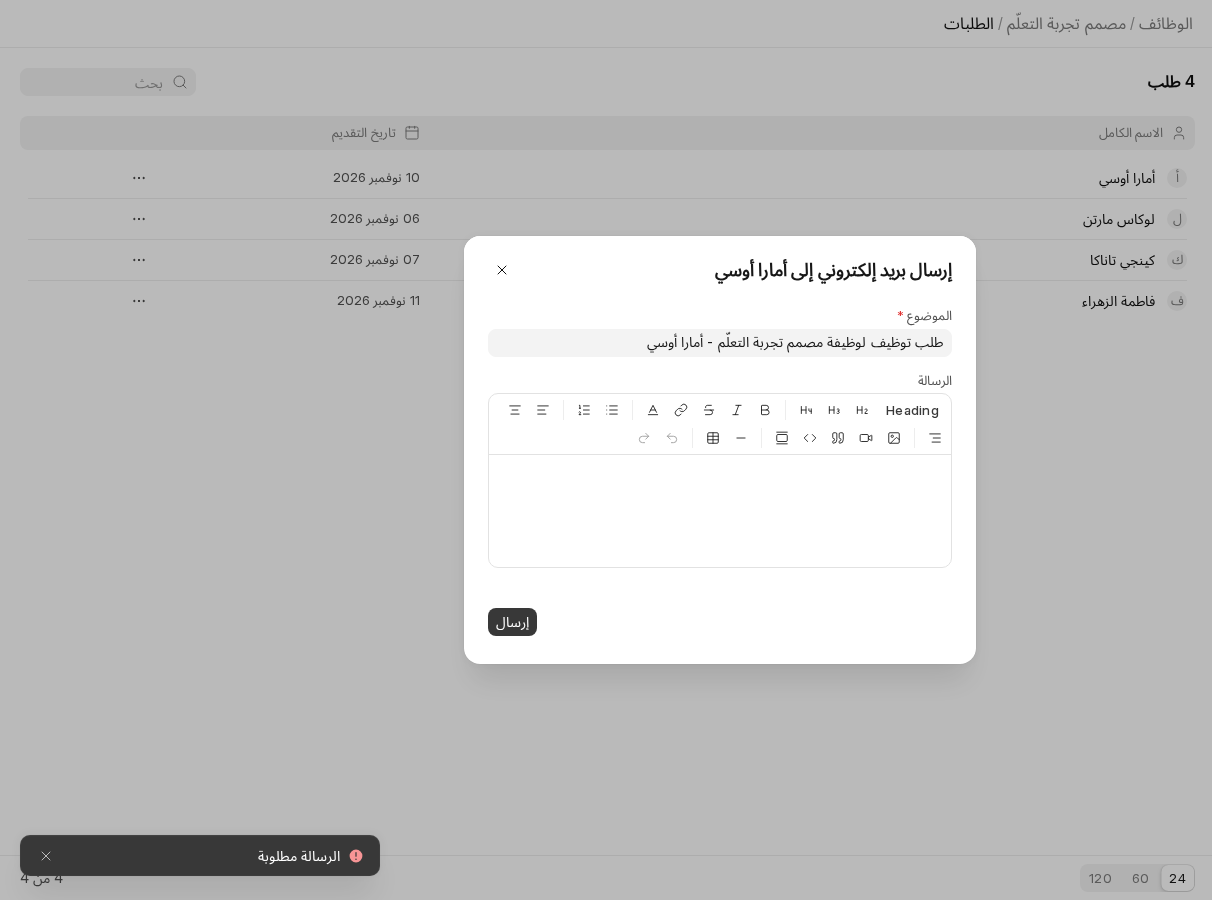 الوظائف / مصمم تجربة التعلّم / الطلبات
4 طلب
بحث
الاسم الكامل
تاريخ التقديم
أ أمارا أوسي 10 نوفمبر 2026
ل لوكاس مارتن 06 نوفمبر 2026
ك كينجي تاناكا 07 نوفمبر 2026
ف فاطمة الزهراء 11 نوفمبر 2026
إرسال بريد إلكتروني إلى أمارا أوسي
الموضوع *
طلب توظيف لوظيفة مصمم تجربة التعلّم - أمارا أوسي
الرسالة
Heading H2 H3 H4
إرسال
الرسالة مطلوبة
24 60 120
4 من 4